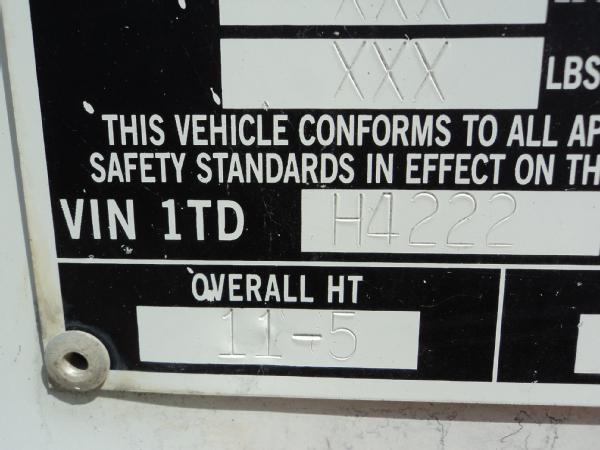 XXX LBS
XXX LBS
THIS VEHICLE CONFORMS TO ALL AP
SAFETY STANDARDS IN EFFECT ON TH
VIN 1TD H4222
OVERALL HT
11-5